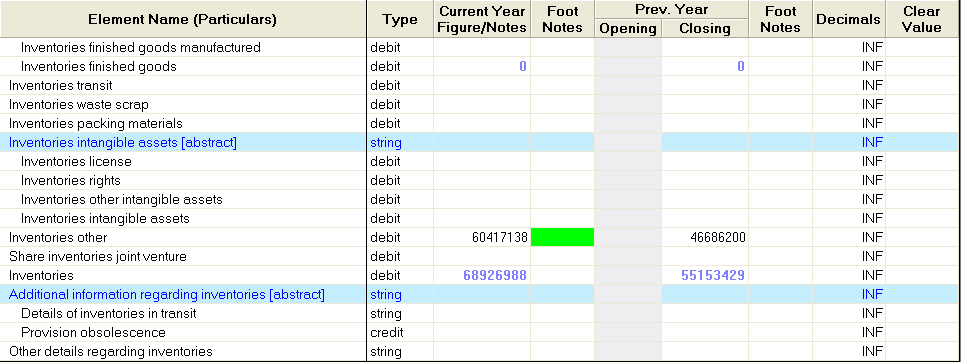 Element Name (Particulars) Type Current Year Figure/Notes Foot Notes Prev. Year Opening Closing Foot Notes Decimals Clear Value
Inventories finished goods manufactured debit INF
Inventories finished goods debit 0 0 INF
Inventories transit debit INF
Inventories waste scrap debit INF
Inventories packing materials debit INF
Inventories intangible assets [abstract] string INF
Inventories license debit INF
Inventories rights debit INF
Inventories other intangible assets debit INF
Inventories intangible assets debit INF
Inventories other debit 60417138 46686200 INF
Share inventories joint venture debit INF
Inventories debit 68926988 55153429 INF
Additional information regarding inventories [abstract] string INF
Details of inventories in transit string INF
Provision obsolescence credit INF
Other details regarding inventories string INF